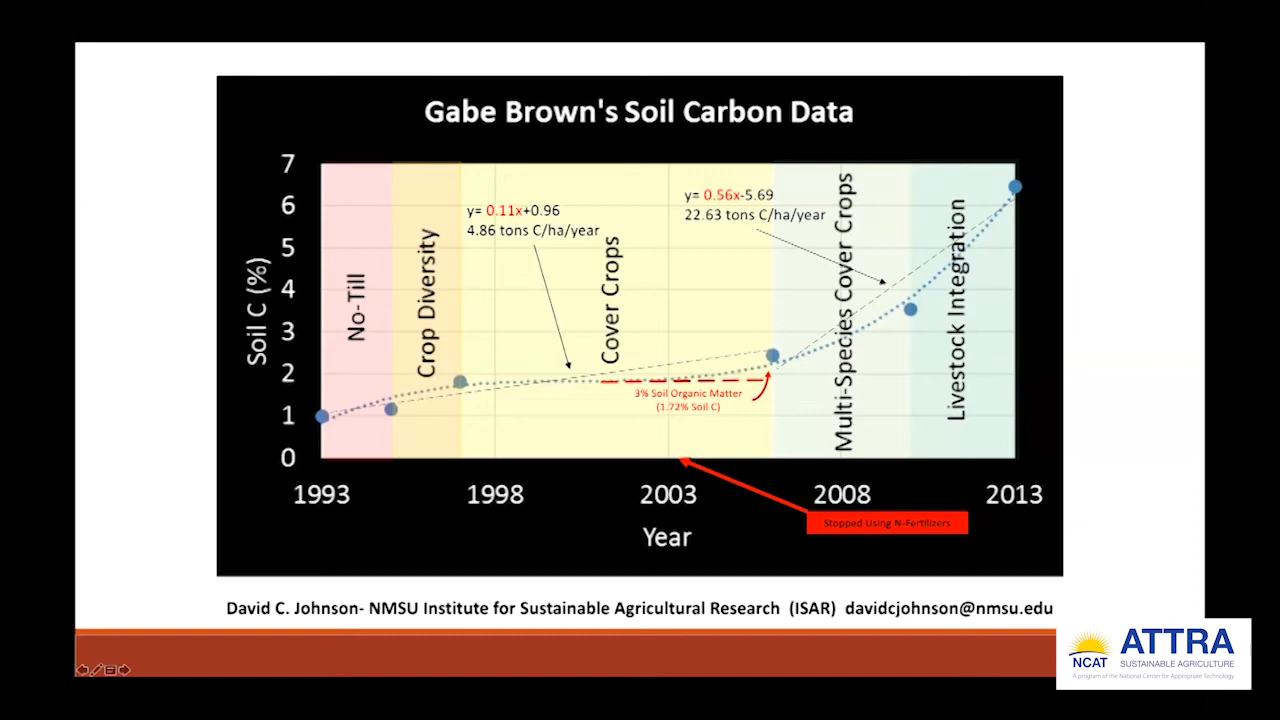 Gabe Brown's Soil Carbon Data
7
6
5
4
3
2
1
0
Soil C (%)
No-Till
Crop Diversity
y= 0.11x+0.96
4.86 tons C/ha/year
Cover Crops
y= 0.56x-5.69
22.63 tons C/ha/year
Multi-Species Cover Crops
Livestock Integration
3% Soil Organic Matter
(1.72% Soil C)
1993
1998
2003
2008
2013
Stopped Using N-Fertilizers
Year
David C. Johnson- NMSU Institute for Sustainable Agricultural Research (ISAR) davidcjohnson@nmsu.edu
NCAT
ATTRA
SUSTAINABLE AGRICULTURE
A program of the National Center for Appropriate Technology